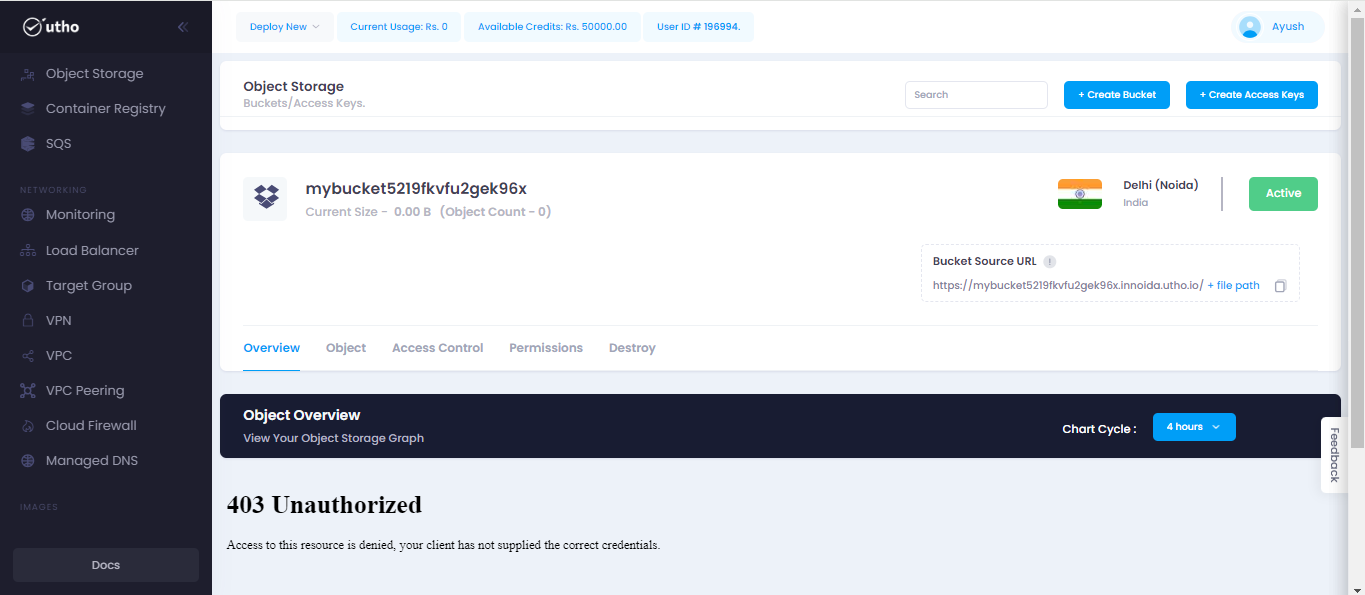 utho
Deploy New
Current Usage: Rs. 0
Available Credits: Rs. 50000.00
User ID # 196994.
Ayush
Object Storage
Container Registry
SQS
NETWORKING
Monitoring
Load Balancer
Target Group
VPN
VPC
VPC Peering
Cloud Firewall
Managed DNS
IMAGES
Docs
Object Storage
Buckets/Access Keys.
Search
+ Create Bucket
+ Create Access Keys
mybucket5219fkvfu2gek96x
Current Size - 0.00 B (Object Count - 0)
Delhi (Noida)
India
Active
Bucket Source URL !
https://mybucket5219fkvfu2gek96x.innoida.utho.io/ + file path
Overview Object Access Control Permissions Destroy
Object Overview
View Your Object Storage Graph
Chart Cycle :
4 hours
Feedback
403 Unauthorized
Access to this resource is denied, your client has not supplied the correct credentials.